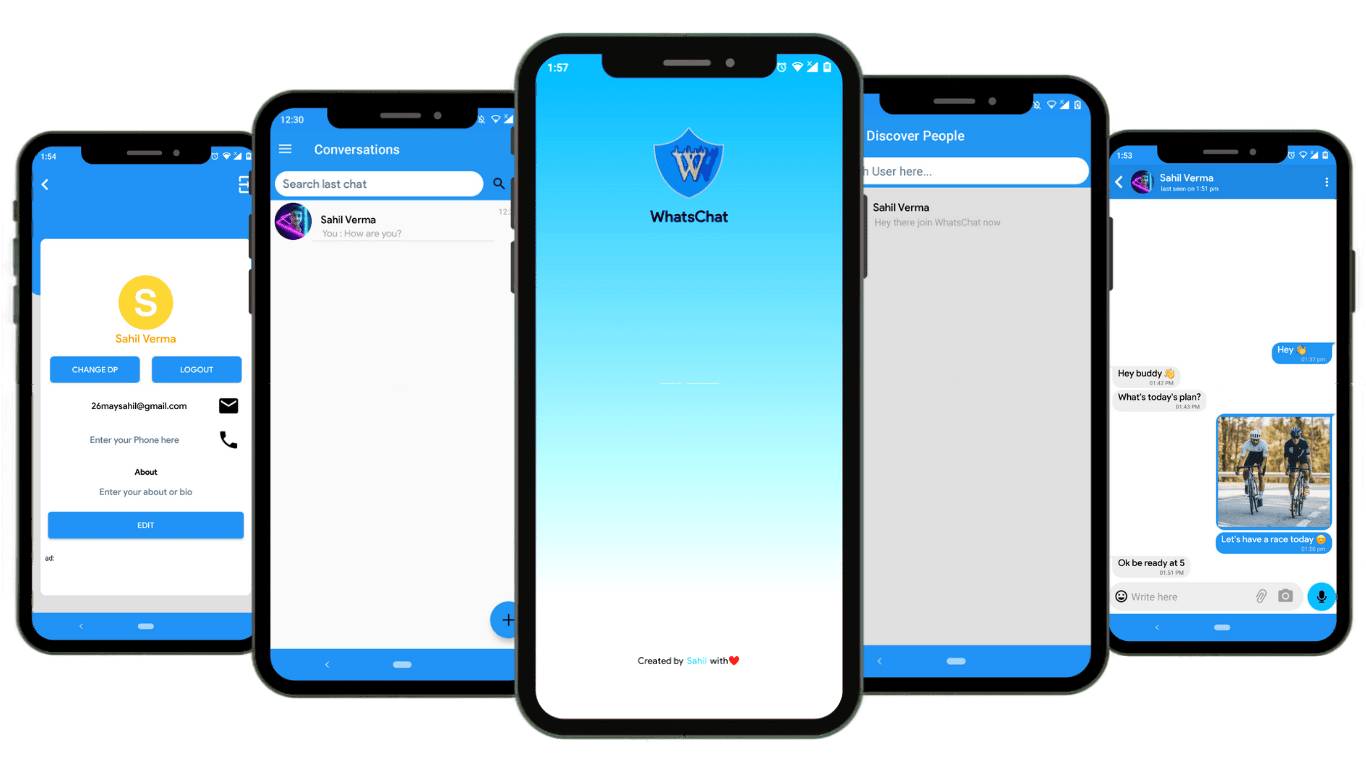 1:54
S
Sahil Verma
CHANGE DP
LOGOUT
26maysahil@gmail.com
Enter your Phone here
About
Enter your about or bio
EDIT
ad:
12:30
Conversations
Search last chat
Sahil Verma
You : How are you?
1:57
W
WhatsChat
Created by Sahil with❤️
Discover People
User here...
Sahil Verma
Hey there join WhatsChat now
1:53
Sahil Verma
last seen on 1:51 pm
Hey 👋
01:37 pm
Hey buddy 👋
01:42 PM
What's today's plan?
01:43 PM
Let's have a race today 😊
01:50 pm
Ok be ready at 5
01:51 PM
Write here